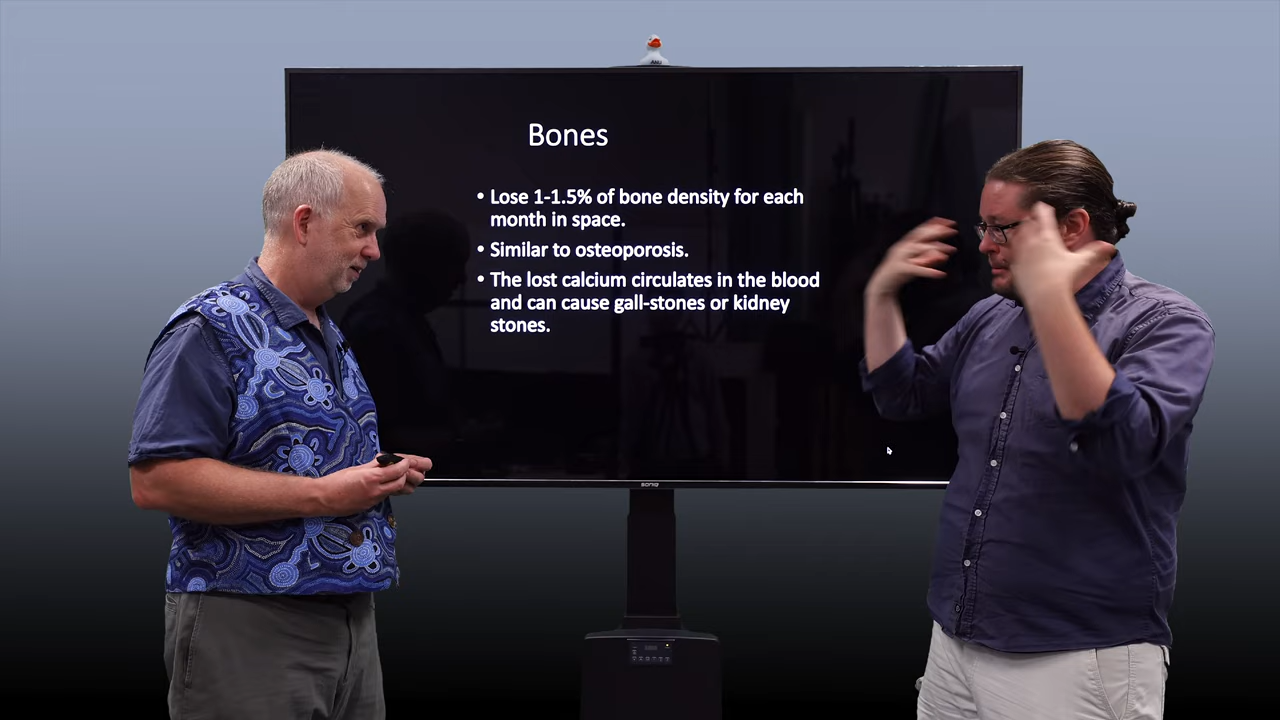 Bones
• Lose 1-1.5% of bone density for each
month in space.
• Similar to osteoporosis.
• The lost calcium circulates in the blood
and can cause gall-stones or kidney
stones.
SONIQ